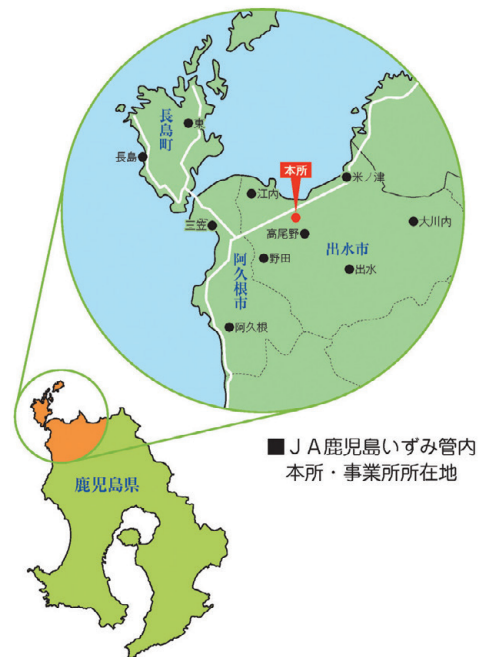 長島町
東
長島
本所
米ノ津
江内
大川内
三笠
高尾野
出水市
野田
阿久根市
出水
阿久根
■ＪＡ鹿児島いずみ管内
本所・事業所所在地
鹿児島県